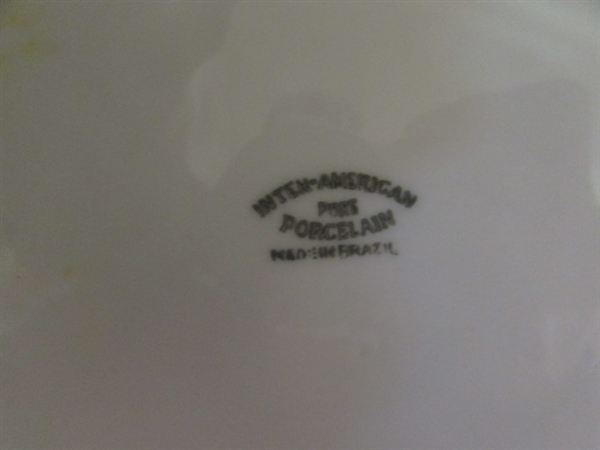 INTER-AMERICAN
PURE
PORCELAIN
MADE IN BRAZIL